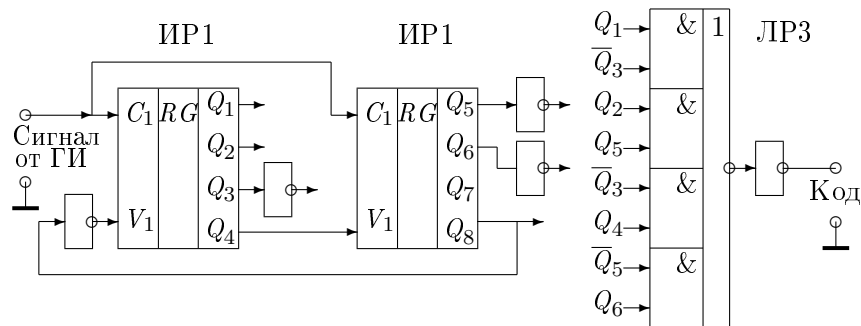 ИР1
ИР1
ЛР3
Сигнал
от ГИ
C₁ RG Q₁
Q₂
Q₃
V₁ Q₄
C₁ RG Q₅
Q₆
Q₇
V₁ Q₈
Q₁ & 1
Q̅₃
Q₂ &
Q₅
Q̅₃ &
Q₄
Q̅₅ &
Q₆
Код